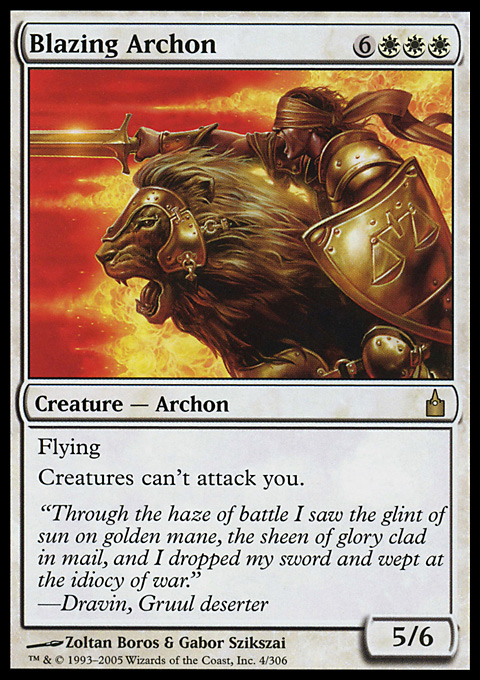 Blazing Archon 6
Creature — Archon
Flying
Creatures can't attack you.
“Through the haze of battle I saw the glint of
sun on golden mane, the sheen of glory clad
in mail, and I dropped my sword and wept at
the idiocy of war.”
—Dravin, Gruul deserter
Zoltan Boros & Gabor Szikszai
5/6
™ & © 1993–2005 Wizards of the Coast, Inc. 4/306